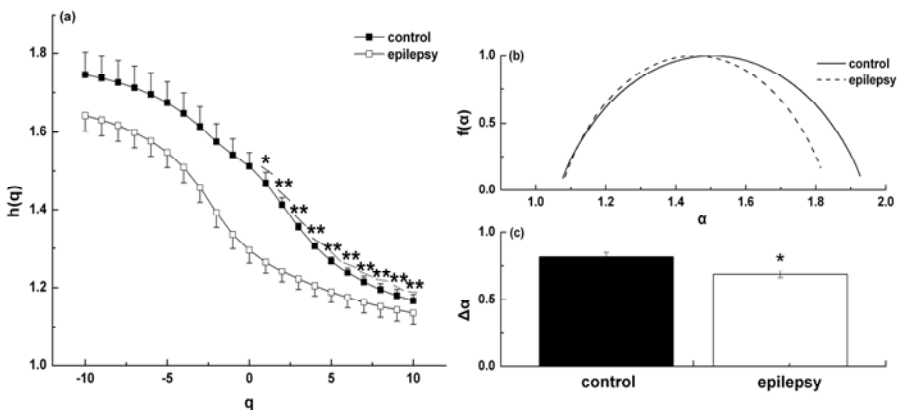 (a)
control
epilepsy
h(q)
1.8
1.6
1.4
1.2
1.0
*
**
**
**
**
**
**
**
**
**
-10
-5
0
5
10
q
(b)
control
epilepsy
f(α)
1.0
0.5
0.0
1.0
1.2
1.4
1.6
1.8
2.0
α
(c)
Δα
1.0
0.5
0.0
*
control
epilepsy